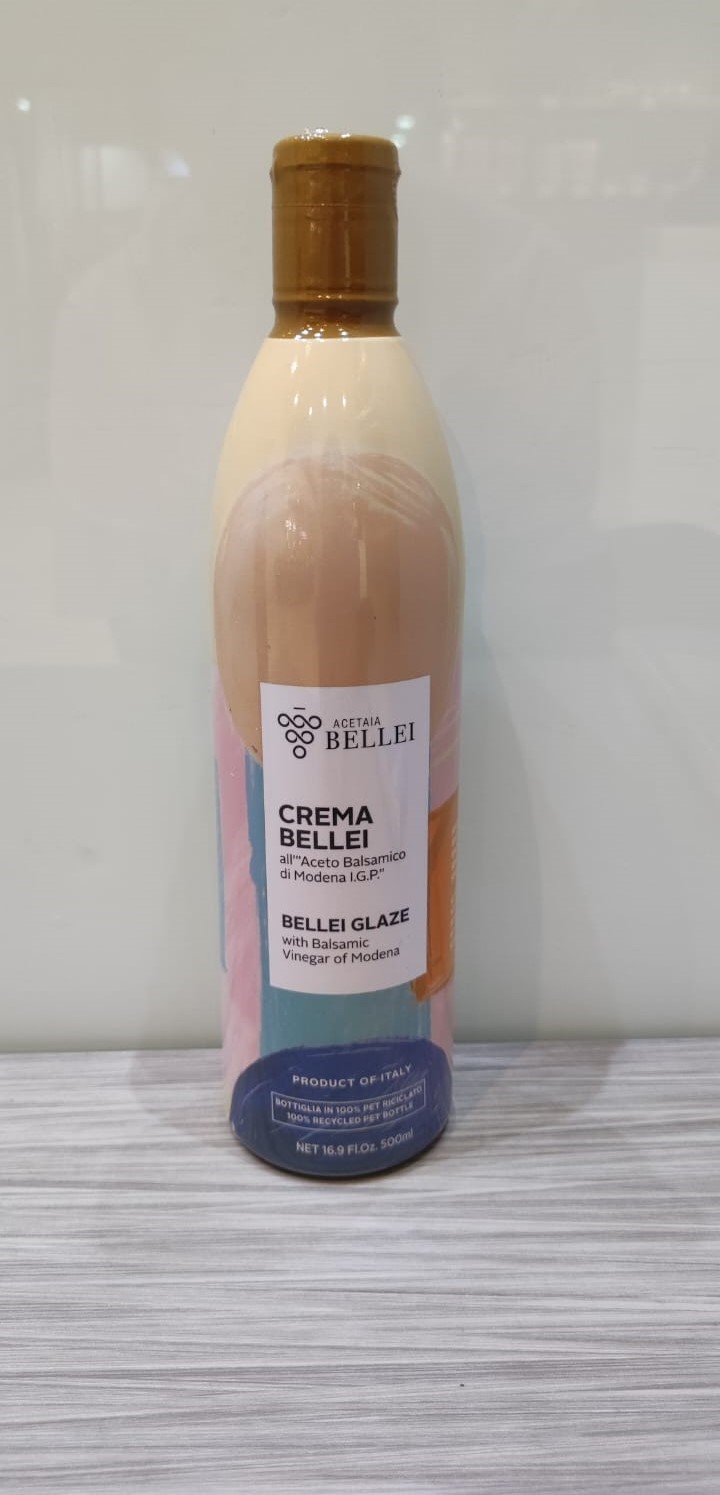 ACETAIA
BELLEI
CREMA
BELLEI
all'"Aceto Balsamico
di Modena I.G.P."
BELLEI GLAZE
with Balsamic
Vinegar of Modena
PRODUCT OF ITALY
BOTTIGLIA IN 100% PET RICICLATO
100% RECYCLED PET BOTTLE
NET 16.9 Fl.Oz. 500ml